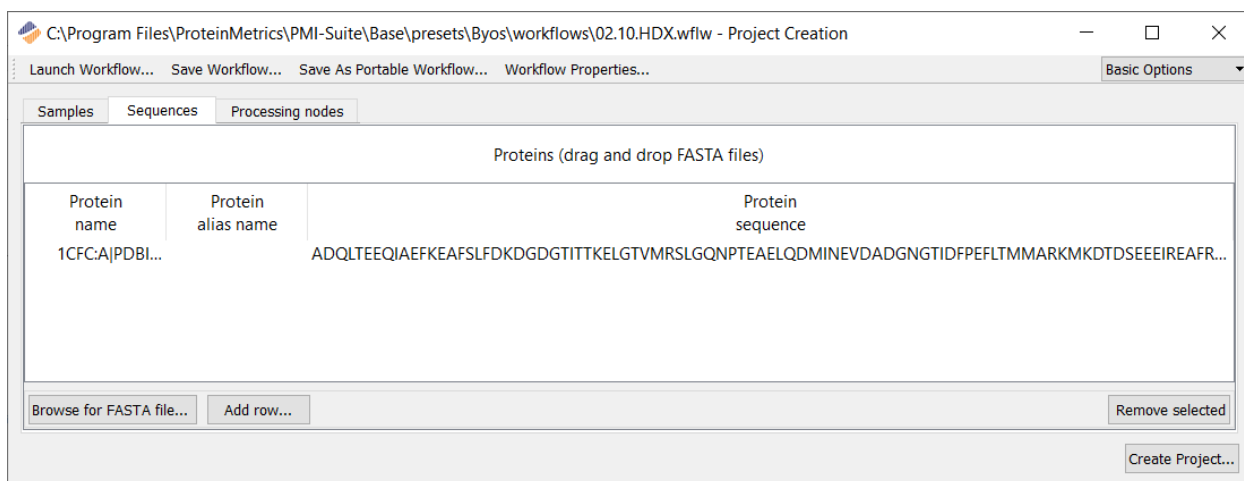 C:\Program Files\ProteinMetrics\PMI-Suite\Base\presets\Byos\workflows\02.10.HDX.wflw - Project Creation
Launch Workflow... Save Workflow... Save As Portable Workflow... Workflow Properties... Basic Options
Samples Sequences Processing nodes
Proteins (drag and drop FASTA files)
Protein name Protein alias name Protein sequence
1CFC:A|PDBI... ADQLTEEQIAEFKEAFSLFDKDGDGTITTKELGTVMRSLGQNPTEAELQDMINEVDADGNGTIDFPEFLTMMARKMKDTDSEEEIREAFR...
Browse for FASTA file... Add row... Remove selected
Create Project...